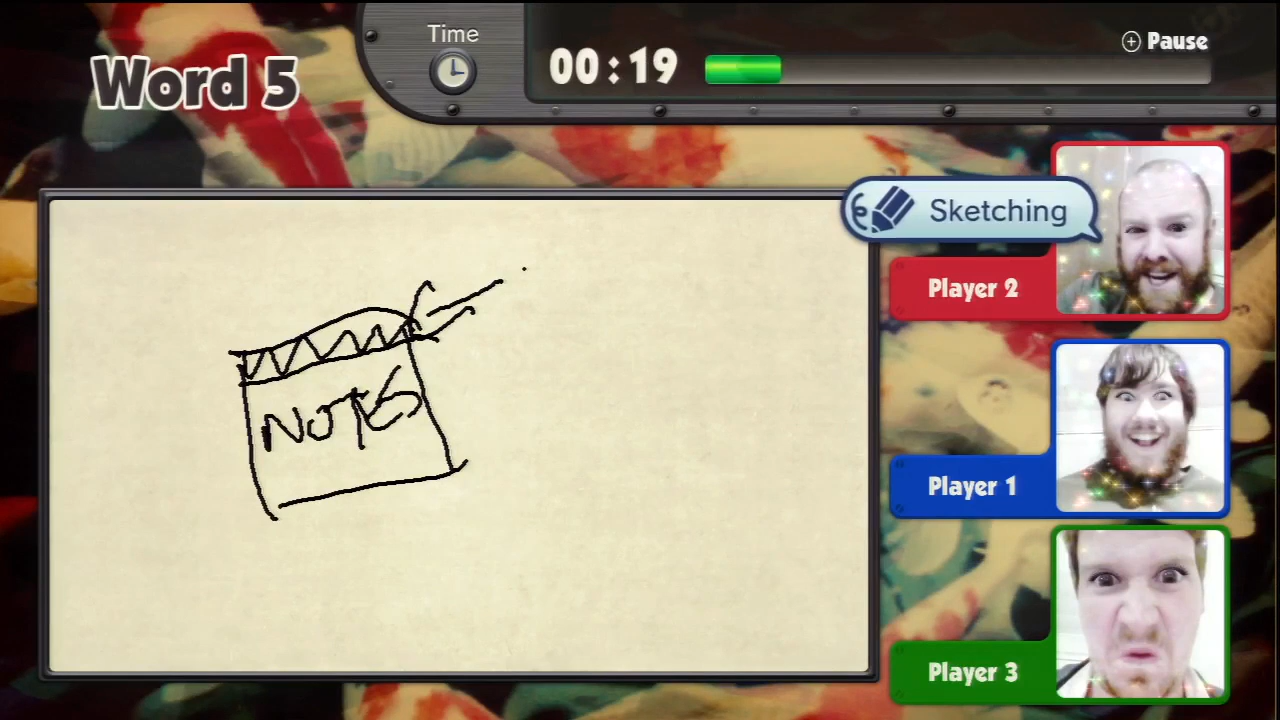 Word 5
Time
00:19
Pause
Sketching
Player 2
NOTES
Player 1
Player 3